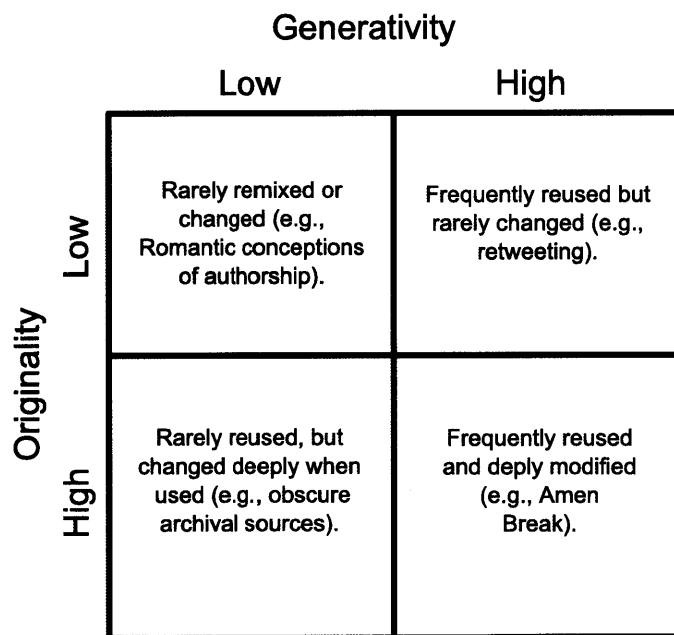 Generativity
Low
High
Originality
Low
Rarely remixed or
changed (e.g.,
Romantic conceptions
of authorship).
Frequently reused but
rarely changed (e.g.,
retweeting).
High
Rarely reused, but
changed deeply when
used (e.g., obscure
archival sources).
Frequently reused
and deply modified
(e.g., Amen
Break).